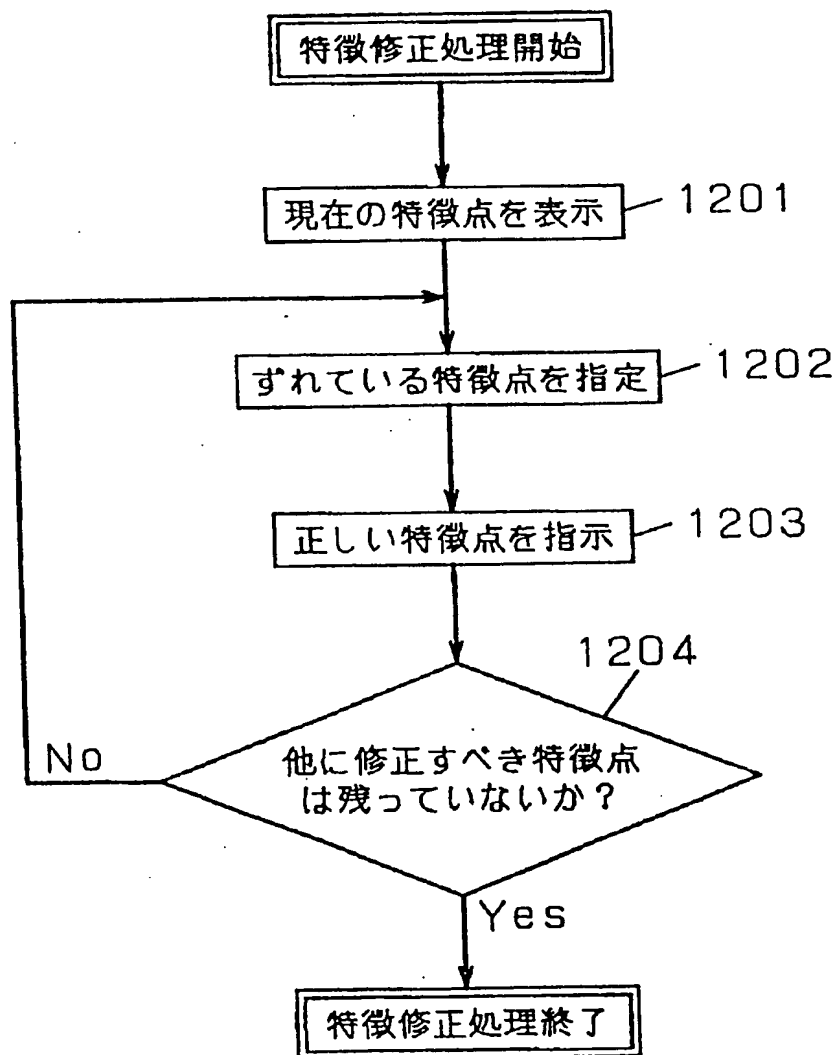 特徴修正処理開始
現在の特徴点を表示
1201
ずれている特徴点を指定
1202
正しい特徴点を指示
1203
1204
他に修正すべき特徴点
は残っていないか？
No
Yes
特徴修正処理終了